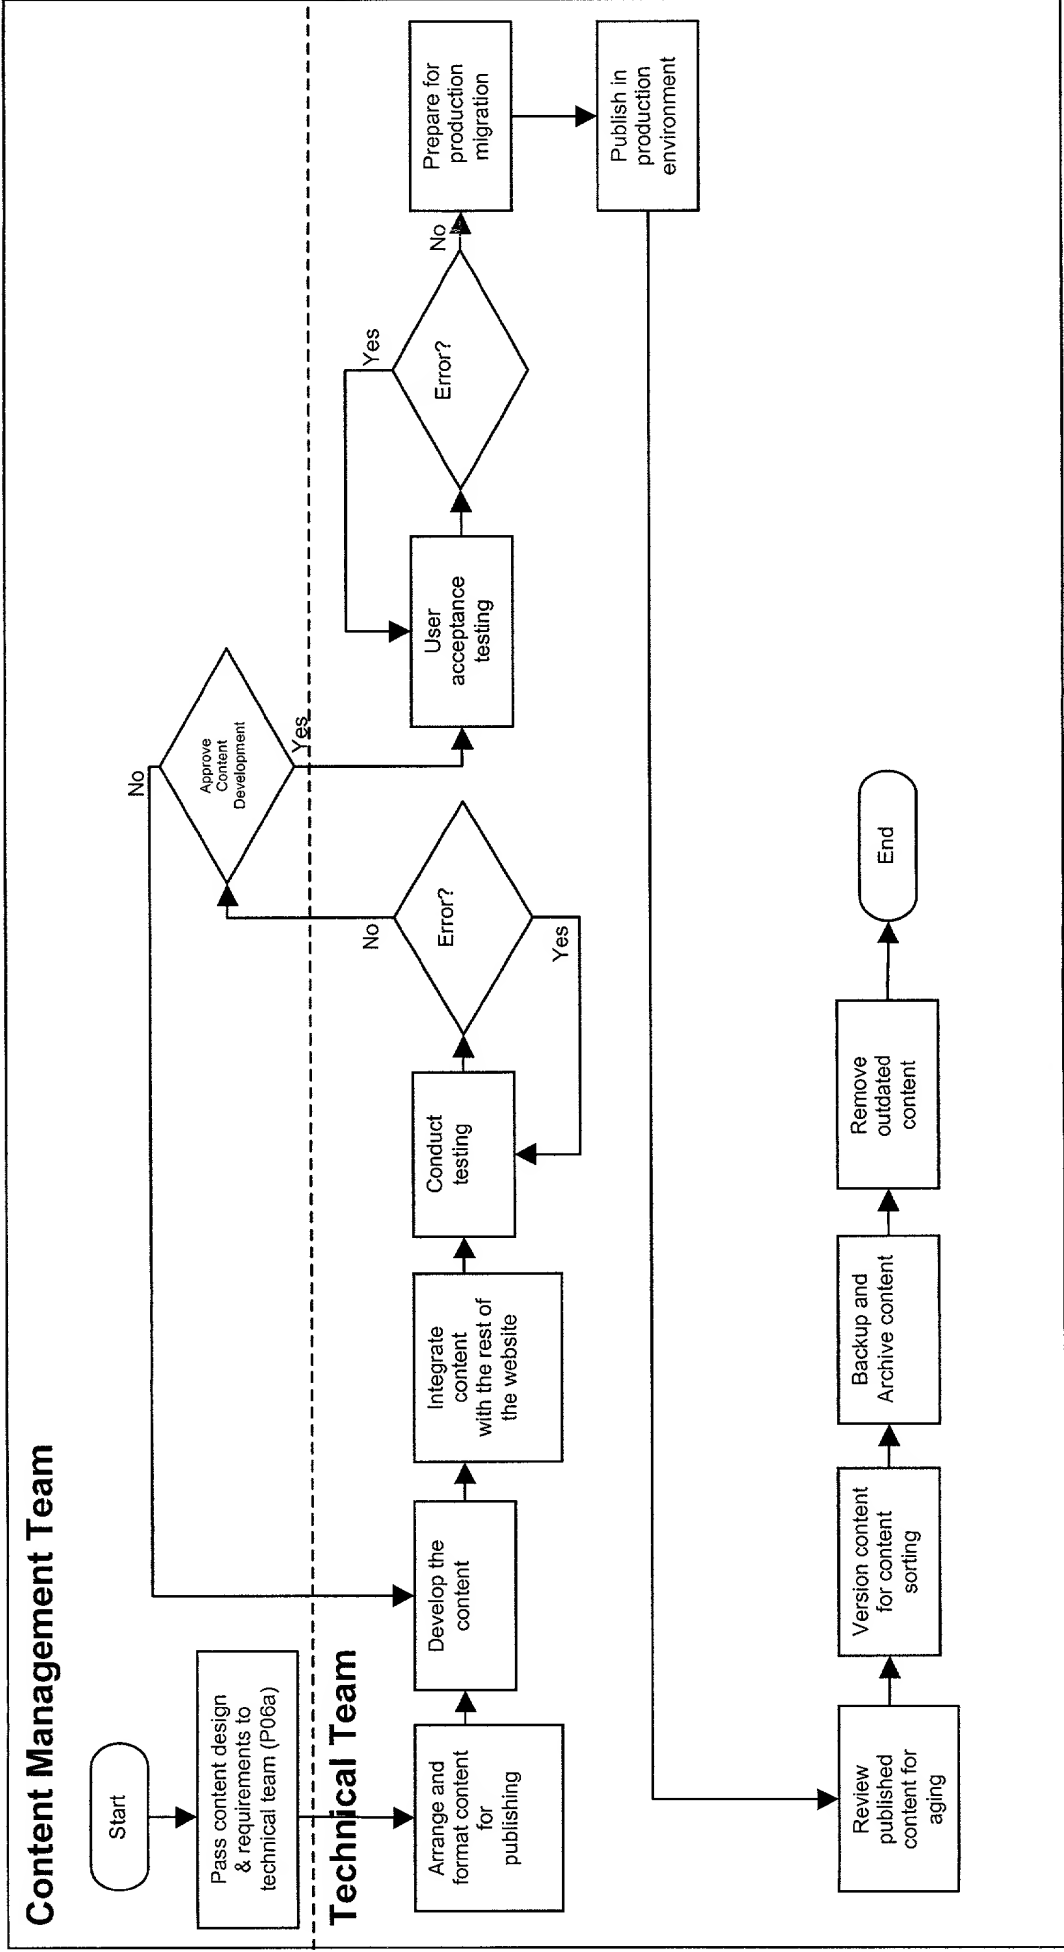 Content Management Team
Start
Pass content design
& requirements to
technical team (P06a)
No
Approve
Content
Development
Yes
Technical Team
Arrange and
format content
for
publishing
Develop the
content
Integrate
content
with the rest of
the website
Conduct
testing
No
Error?
Yes
User
acceptance
testing
Yes
Error?
No
Prepare for
production
migration
Publish in
production
environment
Review
published
content for
aging
Version content
for content
sorting
Backup and
Archive content
Remove
outdated
content
End